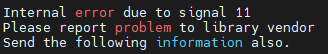 Internal error due to signal 11
Please report problem to library vendor
Send the following information also.